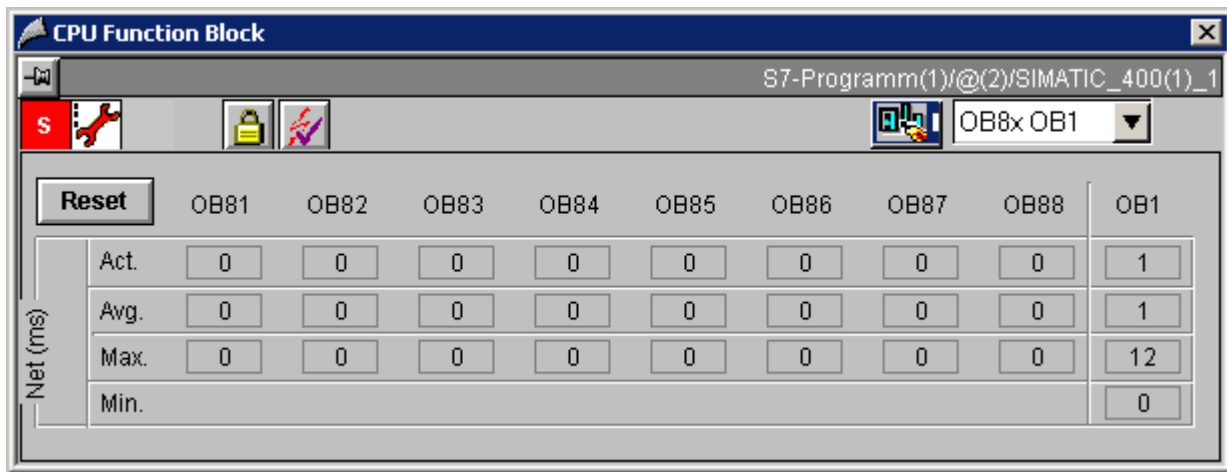 CPU Function Block
S7-Programm(1)/@(2)/SIMATIC_400(1)_1
S OB8x OB1
Reset OB81 OB82 OB83 OB84 OB85 OB86 OB87 OB88 OB1
Net (ms)
Act. 0 0 0 0 0 0 0 0 1
Avg. 0 0 0 0 0 0 0 0 1
Max. 0 0 0 0 0 0 0 0 12
Min. 0